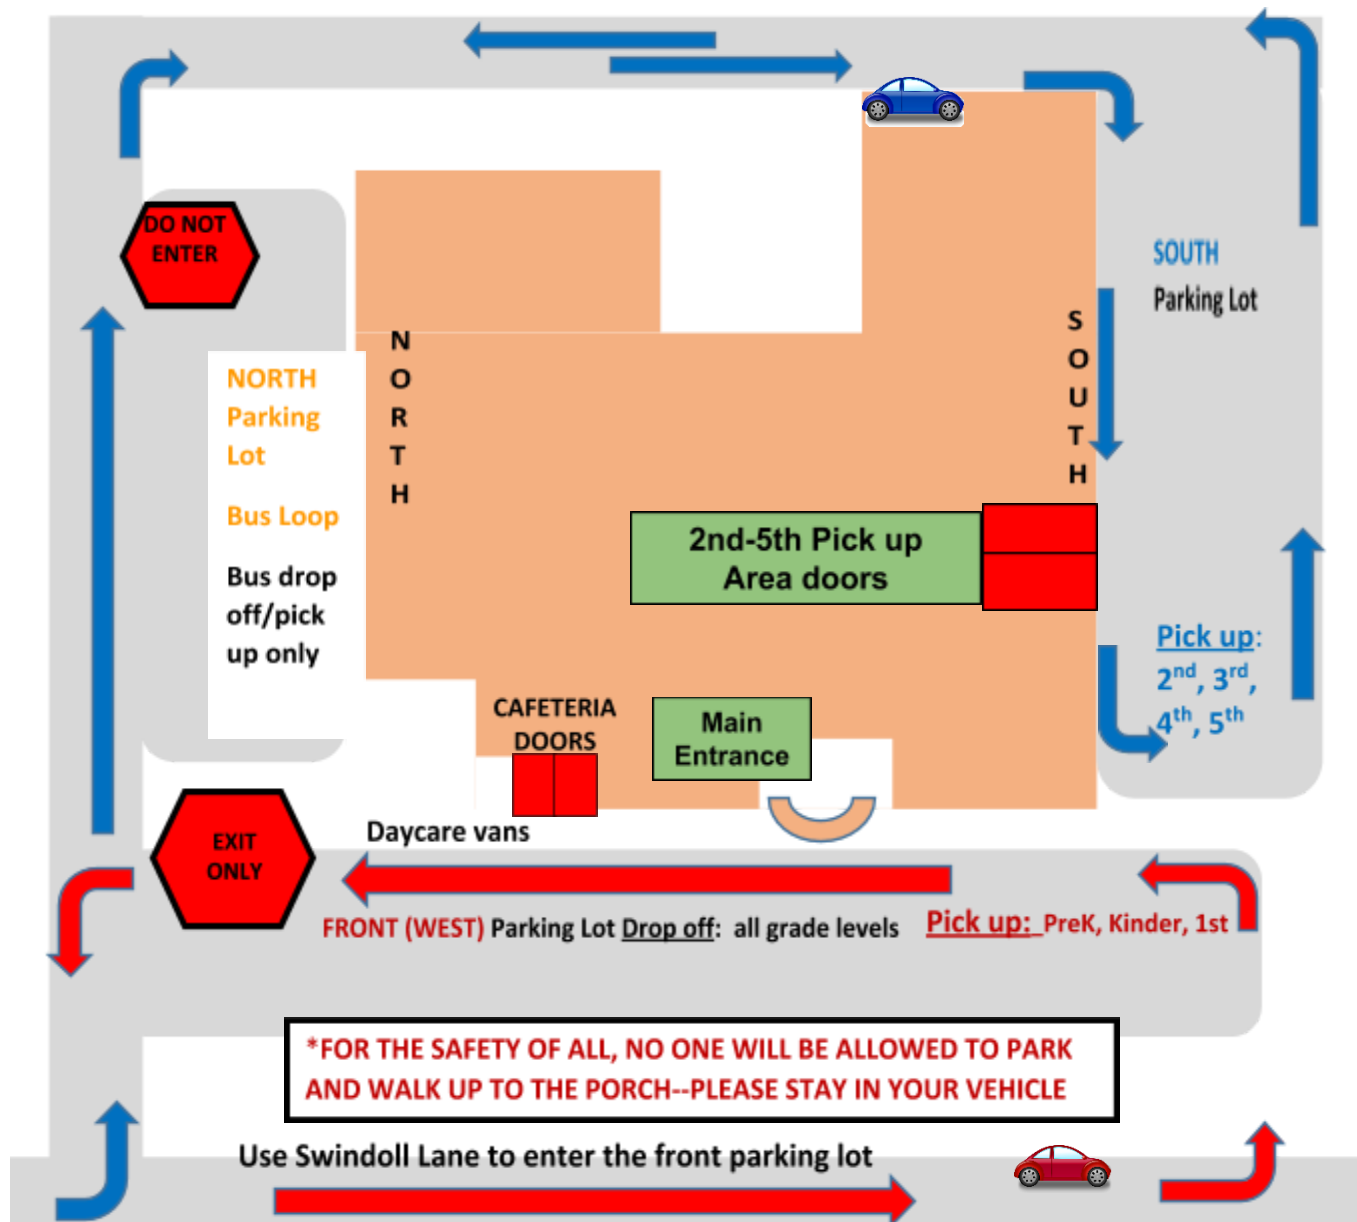 DO NOT
ENTER
SOUTH
Parking Lot
S
O
U
T
H
N
O
R
T
H
NORTH
Parking
Lot
Bus Loop
Bus drop
off/pick
up only
2nd-5th Pick up
Area doors
Pick up:
2nd, 3rd,
4th, 5th
CAFETERIA
DOORS
Main
Entrance
Daycare vans
EXIT
ONLY
FRONT (WEST) Parking Lot Drop off: all grade levels
Pick up: PreK, Kinder, 1st
*FOR THE SAFETY OF ALL, NO ONE WILL BE ALLOWED TO PARK
AND WALK UP TO THE PORCH--PLEASE STAY IN YOUR VEHICLE
Use Swindoll Lane to enter the front parking lot